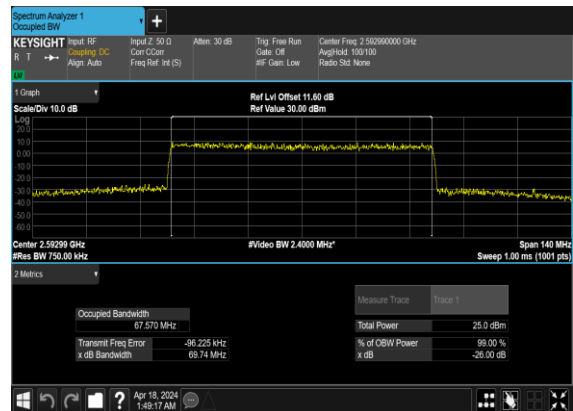 Spectrum Analyzer 1
Occupied BW
KEYSIGHT Input: RF Input Z: 50 Ω Atten: 30 dB Trig: Free Run Center Freq: 2.592990000 GHz
R T Coupling: DC Corr CCorr Gate: Off Avg|Hold: 100/100
Align: Auto Freq Ref: Int (S) #IF Gain: Low Radio Std: None
LW
1 Graph Ref Lvl Offset 11.60 dB
Scale/Div 10.0 dB Ref Value 30.00 dBm
Log
20.0
10.0
0.00
-10.0
-20.0
-30.0
-40.0
-50.0
-60.0
Center 2.59299 GHz #Video BW 2.4000 MHz* Span 140 MHz
#Res BW 750.00 kHz Sweep 1.00 ms (1001 pts)
2 Metrics
Measure Trace Trace 1
Occupied Bandwidth
67.570 MHz Total Power 25.0 dBm
Transmit Freq Error -96.225 kHz % of OBW Power 99.00 %
x dB Bandwidth 69.74 MHz x dB -26.00 dB
? Apr 18, 2024
1:49:17 AM